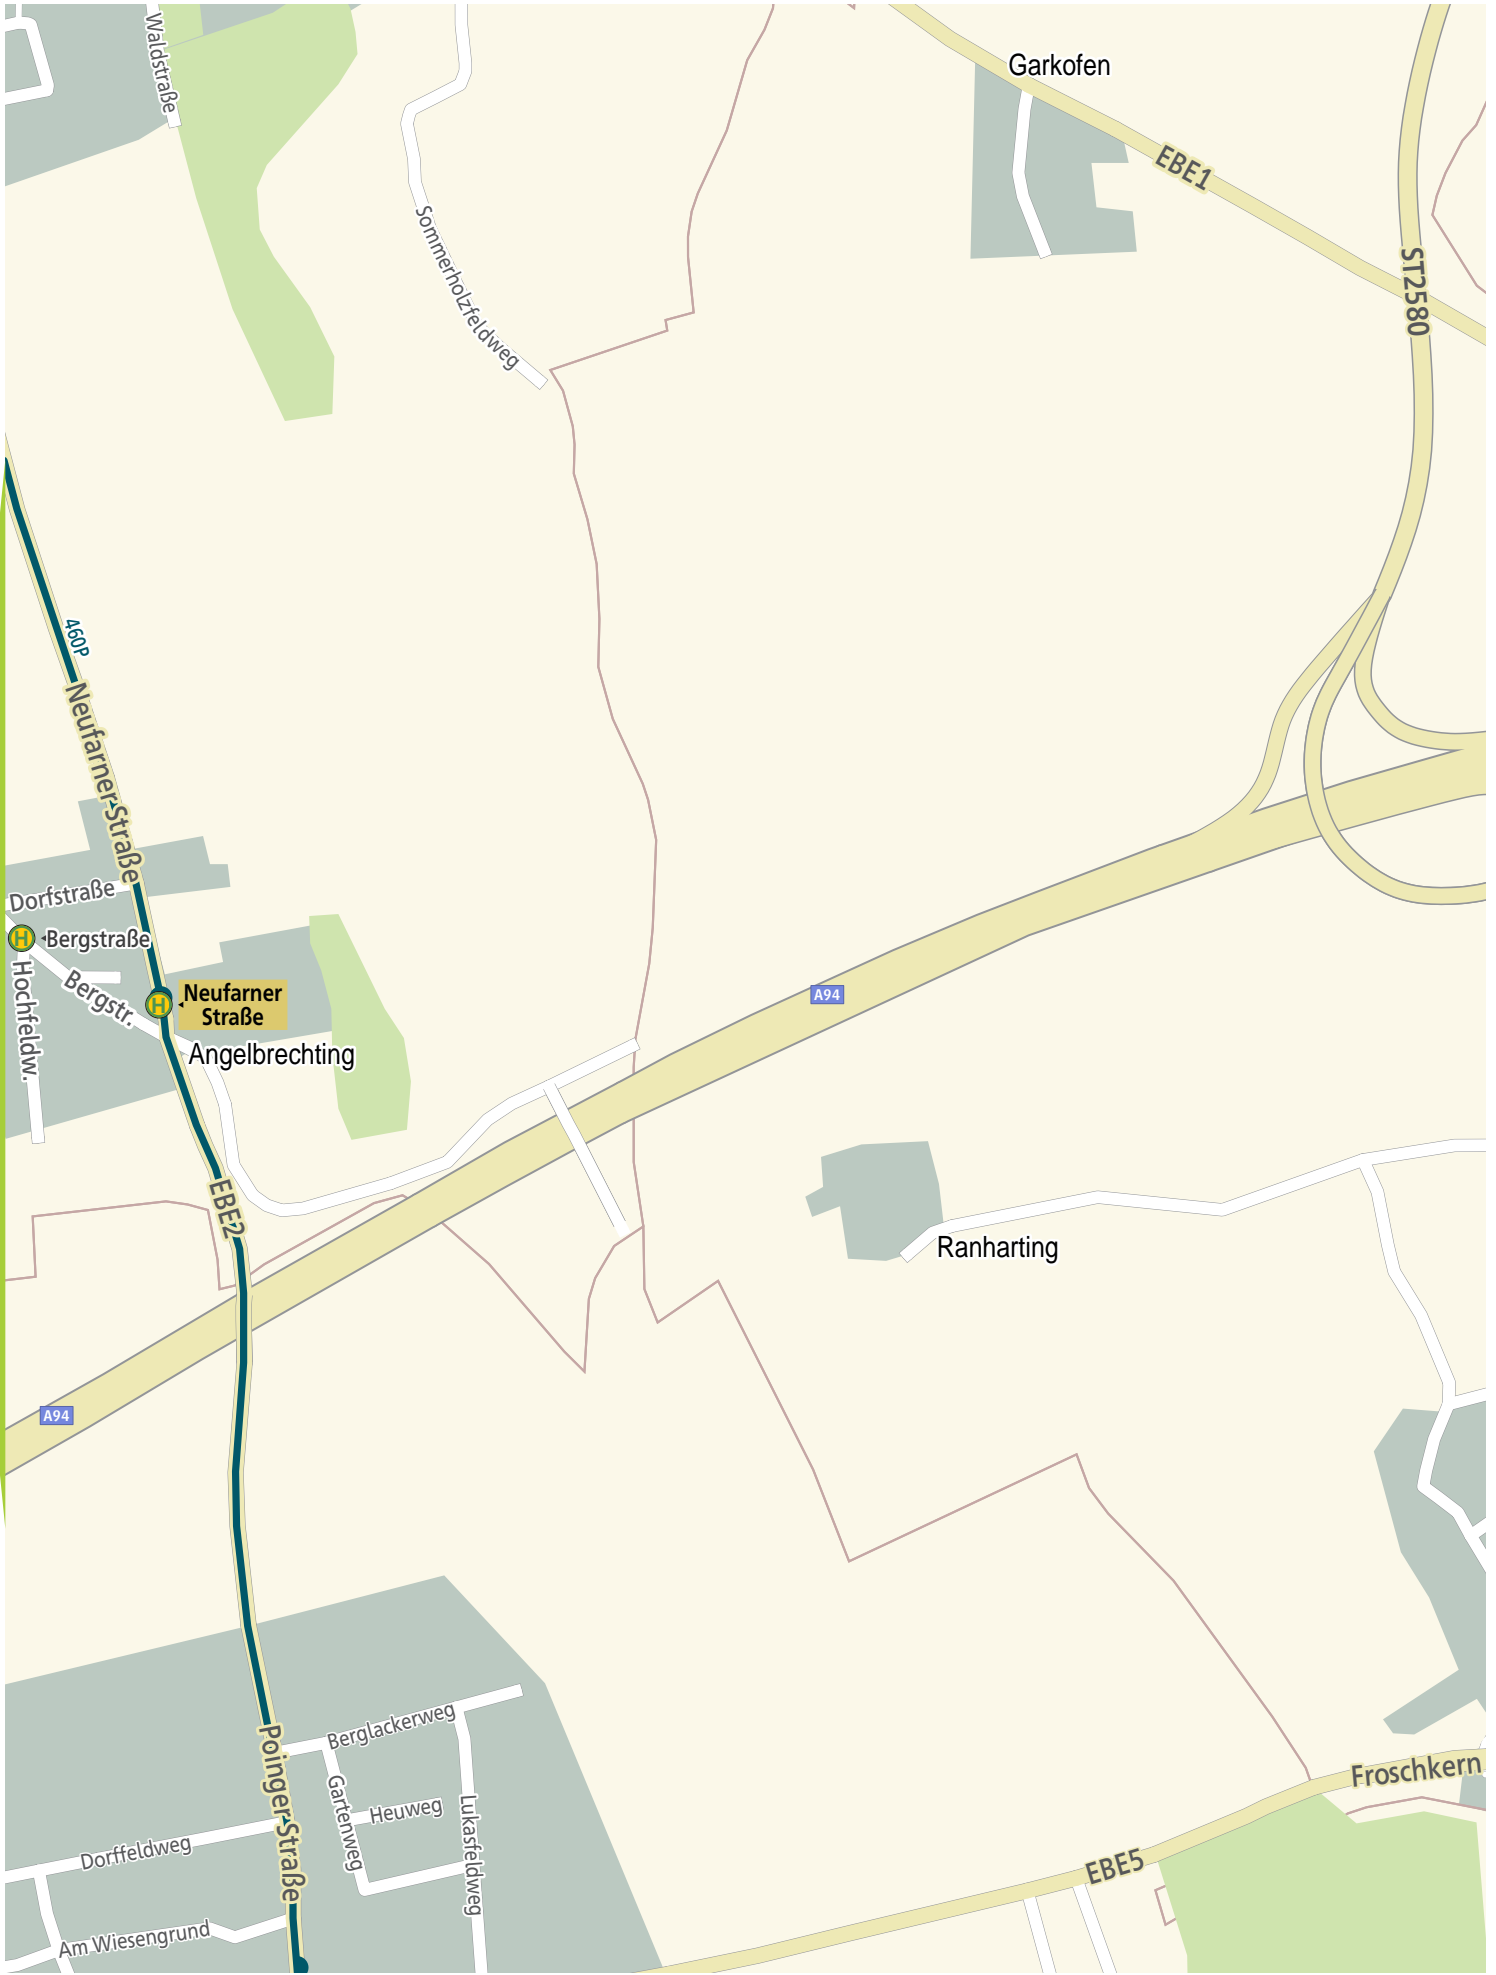 Waldstraße
Garkofen
EBE1
Sommerholzfeldweg
ST2580
460P
Neufarner Straße
Dorfstraße
H
Bergstraße
Hochfeldw.
Bergstr.
H
Neufarner
Straße
Angelbrechting
A94
EBE2
Ranharting
A94
Berglackerweg
Poinger Straße
Gartenweg
Heuweg
Lukasfeldweg
Dorffeldweg
Am Wiesengrund
Froschkern
EBE5